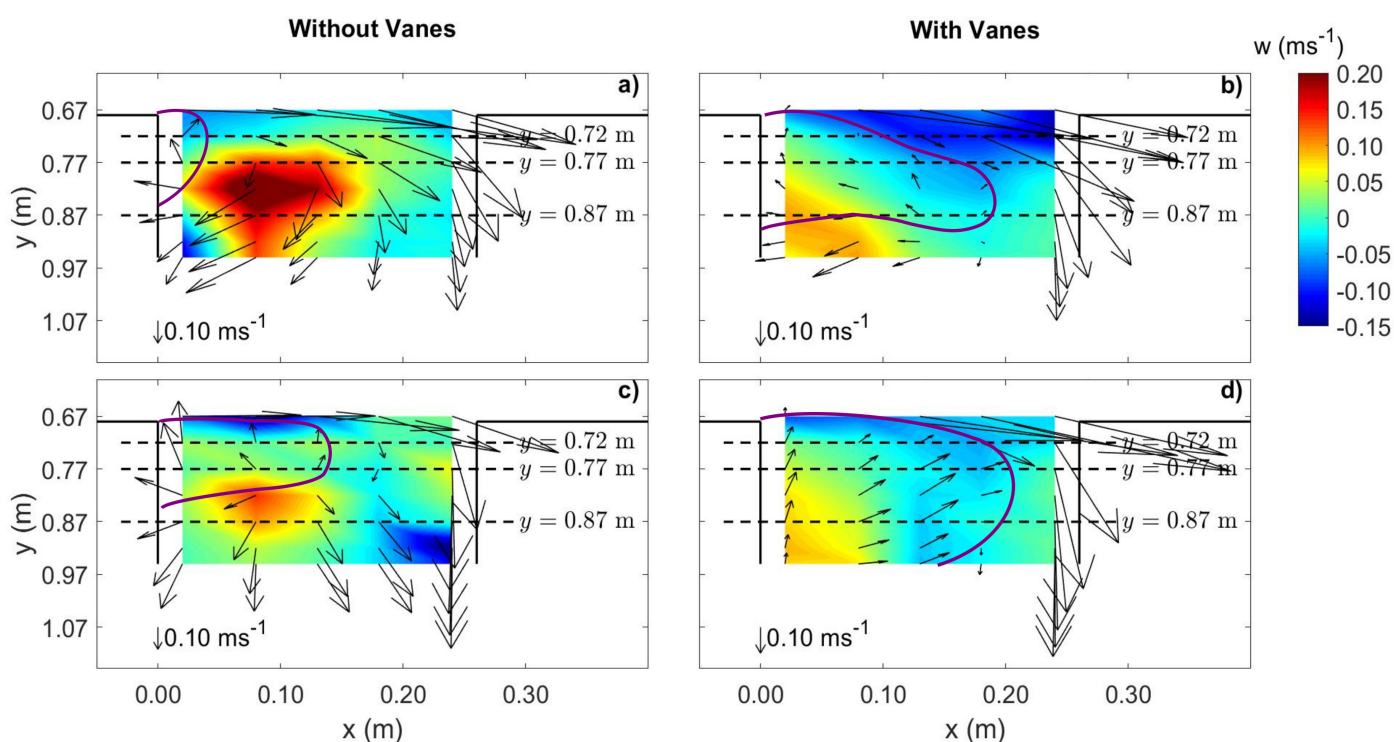 Without Vanes
With Vanes
w (ms⁻¹)
a)
0.67
y = 0.72 m
0.77
y = 0.77 m
0.87
y = 0.87 m
0.97
1.07
y (m)
0.10 ms⁻¹
b)
y = 0.72 m
y = 0.77 m
y = 0.87 m
0.10 ms⁻¹
0.20
0.15
0.10
0.05
0
-0.05
-0.10
-0.15
c)
0.67
y = 0.72 m
0.77
y = 0.77 m
0.87
y = 0.87 m
0.97
1.07
y (m)
0.10 ms⁻¹
0.00
0.10
0.20
0.30
x (m)
d)
y = 0.72 m
y = 0.77 m
y = 0.87 m
0.10 ms⁻¹
0.00
0.10
0.20
0.30
x (m)